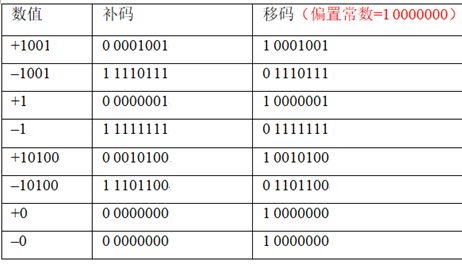 数值 补码 移码（偏置常数=1 0000000）
+1001 0 0001001 1 0001001
–1001 1 1110111 0 1110111
+1 0 0000001 1 0000001
–1 1 1111111 0 1111111
+10100 0 0010100 1 0010100
–10100 1 1101100 0 1101100
+0 0 0000000 1 0000000
–0 0 0000000 1 0000000